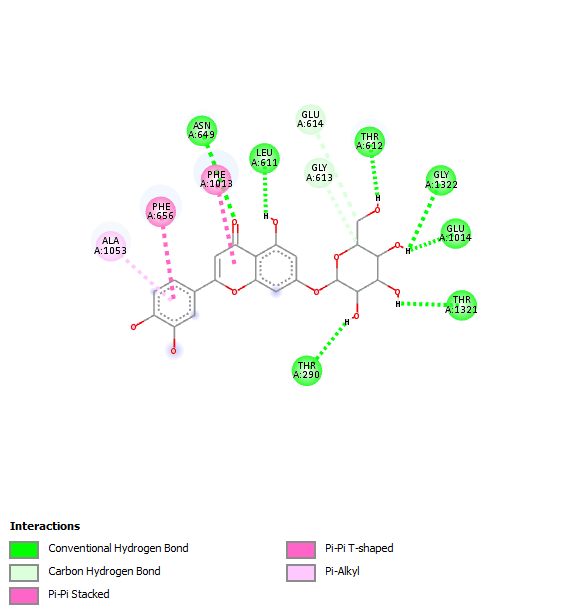 GLU
A:614
ASN
A:649
THR
A:612
LEU
A:611
GLY
A:613
PHE
A:1013
GLY
A:1322
PHE
A:656
GLU
A:1014
ALA
A:1053
H
O
H
O
O
O
O
H
O
H
O
O
O
O
H
THR
A:1321
O
H
O
O
THR
A:290
Interactions
Conventional Hydrogen Bond
Carbon Hydrogen Bond
Pi-Pi Stacked
Pi-Pi T-shaped
Pi-Alkyl